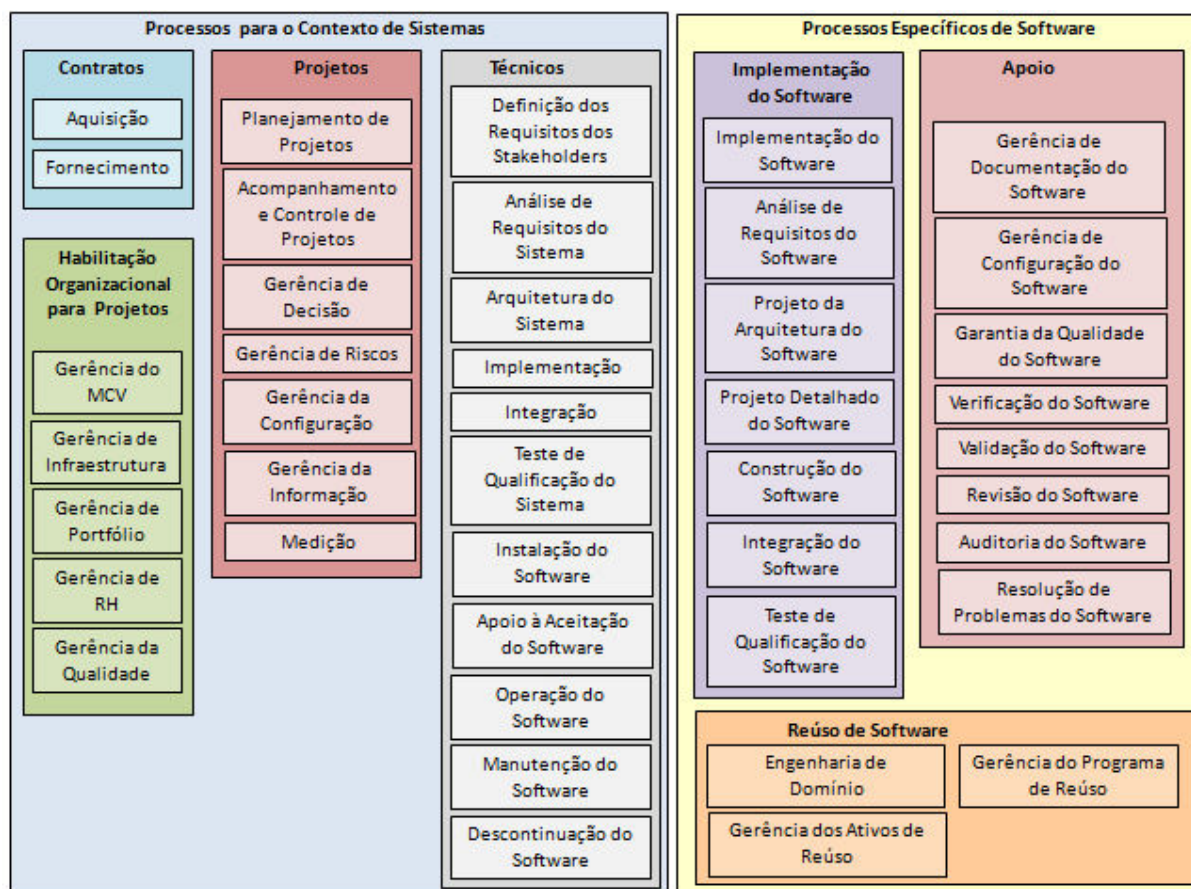 Processos para o Contexto de Sistemas
Contratos
Aquisição
Fornecimento
Habilitação
Organizacional
para Projetos
Gerência do
MCV
Gerência de
Infraestrutura
Gerência de
Portfólio
Gerência de
RH
Gerência da
Qualidade
Projetos
Planejamento de
Projetos
Acompanhamento
e Controle de
Projetos
Gerência de
Decisão
Gerência de Riscos
Gerência da
Configuração
Gerência da
Informação
Medição
Técnicos
Definição dos
Requisitos dos
Stakeholders
Análise de
Requisitos do
Sistema
Arquitetura do
Sistema
Implementação
Integração
Teste de
Qualificação do
Sistema
Instalação do
Software
Apoio à Aceitação
do Software
Operação do
Software
Manutenção do
Software
Descontinuação do
Software
Processos Específicos de Software
Implementação
do Software
Implementação do
Software
Análise de
Requisitos do
Software
Projeto da
Arquitetura do
Software
Projeto Detalhado
do Software
Construção do
Software
Integração do
Software
Teste de
Qualificação do
Software
Apoio
Gerência de
Documentação do
Software
Gerência de
Configuração do
Software
Garantia da Qualidade
do Software
Verificação do Software
Validação do Software
Revisão do Software
Auditoria do Software
Resolução de
Problemas do Software
Reúso de Software
Engenharia de
Domínio
Gerência do Programa
de Reúso
Gerência dos Ativos de
Reúso